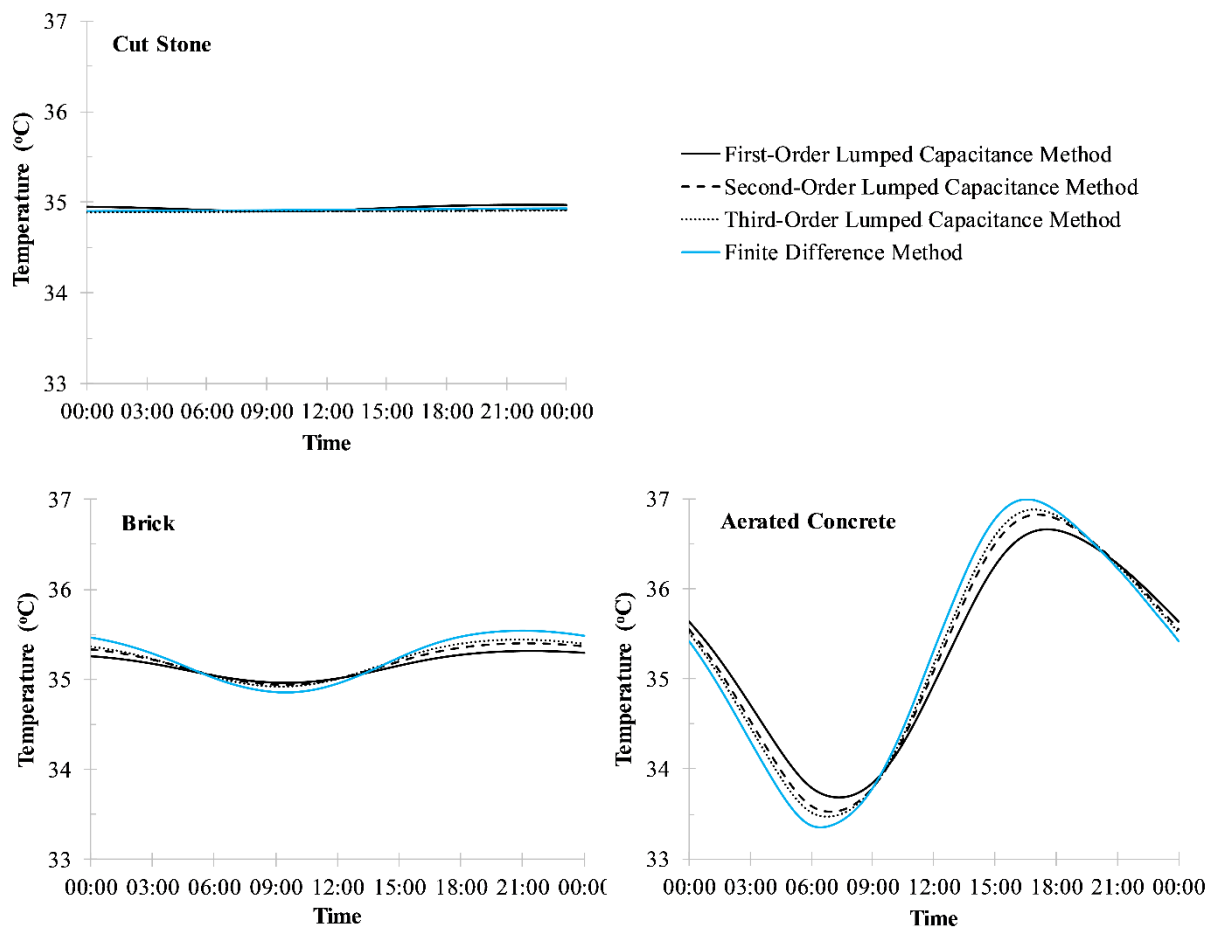 Cut Stone
37
36
35
34
33
Temperature (ºC)
00:00 03:00 06:00 09:00 12:00 15:00 18:00 21:00 00:00
Time
First-Order Lumped Capacitance Method
Second-Order Lumped Capacitance Method
Third-Order Lumped Capacitance Method
Finite Difference Method
Brick
37
36
35
34
33
Temperature (ºC)
00:00 03:00 06:00 09:00 12:00 15:00 18:00 21:00 00:00
Time
Aerated Concrete
37
36
35
34
33
Temperature (ºC)
00:00 03:00 06:00 09:00 12:00 15:00 18:00 21:00 00:00
Time